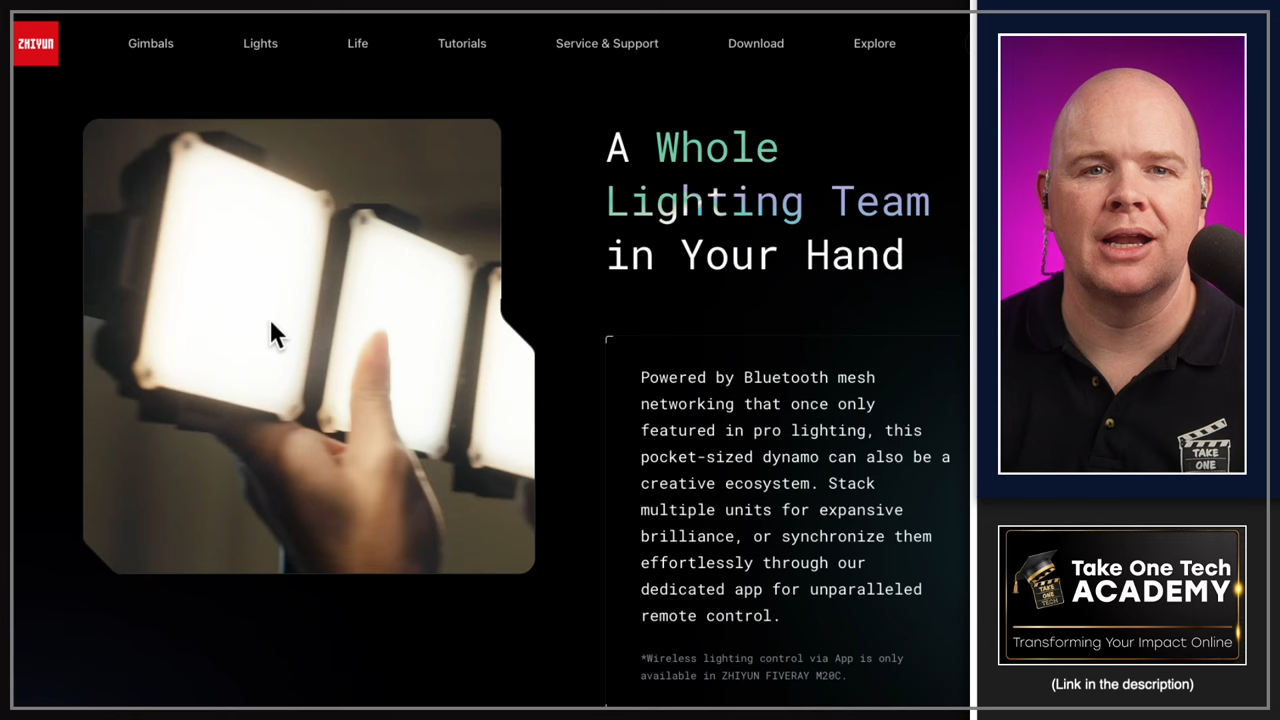 ZHIYUN
Gimbals
Lights
Life
Tutorials
Service & Support
Download
Explore
A Whole
Lighting Team
in Your Hand
Powered by Bluetooth mesh
networking that once only
featured in pro lighting, this
pocket-sized dynamo can also be a
creative ecosystem. Stack
multiple units for expansive
brilliance, or synchronize them
effortlessly through our
dedicated app for unparalleled
remote control.
*Wireless lighting control via App is only
available in ZHIYUN FIVERAY M20C.
TAKE
ONE
TAKE
ONE
TECH
Take One Tech
ACADEMY
Transforming Your Impact Online
(Link in the description)